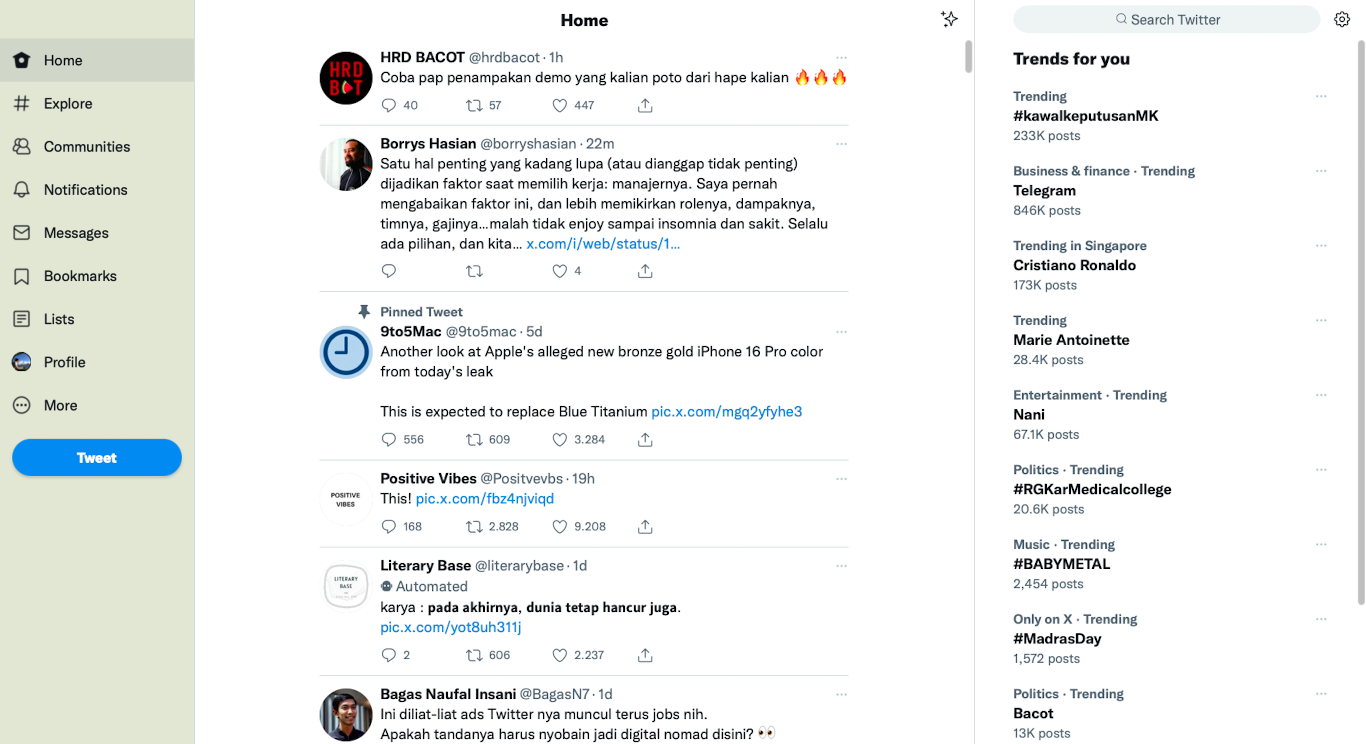 Home
Explore
Communities
Notifications
Messages
Bookmarks
Lists
Profile
More
Tweet
Home
HRD BOT
HRD BACOT @hrdbacot · 1h
Coba pap penampakan demo yang kalian poto dari hape kalian 🔥🔥🔥
40 57 447
Borrys Hasian @borryshasian · 22m
Satu hal penting yang kadang lupa (atau dianggap tidak penting)
dijadikan faktor saat memilih kerja: manajernya. Saya pernah
mengabaikan faktor ini, dan lebih memikirkan rolenya, dampaknya,
timnya, gajinya…malah tidak enjoy sampai insomnia dan sakit. Selalu
ada pilihan, dan kita… x.com/i/web/status/1…
4
Pinned Tweet
9to5Mac @9to5mac · 5d
Another look at Apple's alleged new bronze gold iPhone 16 Pro color
from today's leak
This is expected to replace Blue Titanium pic.x.com/mgq2yfyhe3
556 609 3.284
POSITIVE
VIBES
Positive Vibes @Positvevbs · 19h
This! pic.x.com/fbz4njviqd
168 2.828 9.208
LITERARY
BASE
Literary Base @literarybase · 1d
Automated
karya : pada akhirnya, dunia tetap hancur juga.
pic.x.com/yot8uh311j
2 606 2.237
Bagas Naufal Insani @BagasN7 · 1d
Ini diliat-liat ads Twitter nya muncul terus jobs nih.
Apakah tandanya harus nyobain jadi digital nomad disini? 👀
Search Twitter
Trends for you
Trending
#kawalkeputusanMK
233K posts
Business & finance · Trending
Telegram
846K posts
Trending in Singapore
Cristiano Ronaldo
173K posts
Trending
Marie Antoinette
28.4K posts
Entertainment · Trending
Nani
67.1K posts
Politics · Trending
#RGKarMedicalcollege
20.6K posts
Music · Trending
#BABYMETAL
2,454 posts
Only on X · Trending
#MadrasDay
1,572 posts
Politics · Trending
Bacot
13K posts